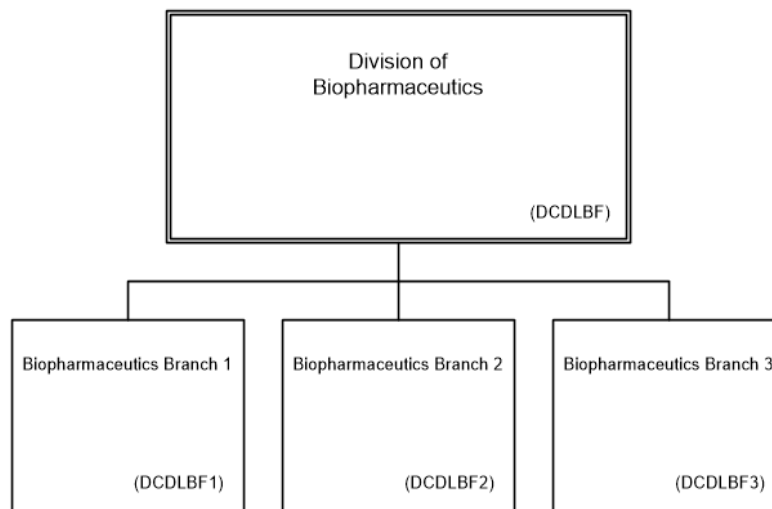 Division of
Biopharmaceutics
(DCDLBF)
Biopharmaceutics Branch 1
(DCDLBF1)
Biopharmaceutics Branch 2
(DCDLBF2)
Biopharmaceutics Branch 3
(DCDLBF3)